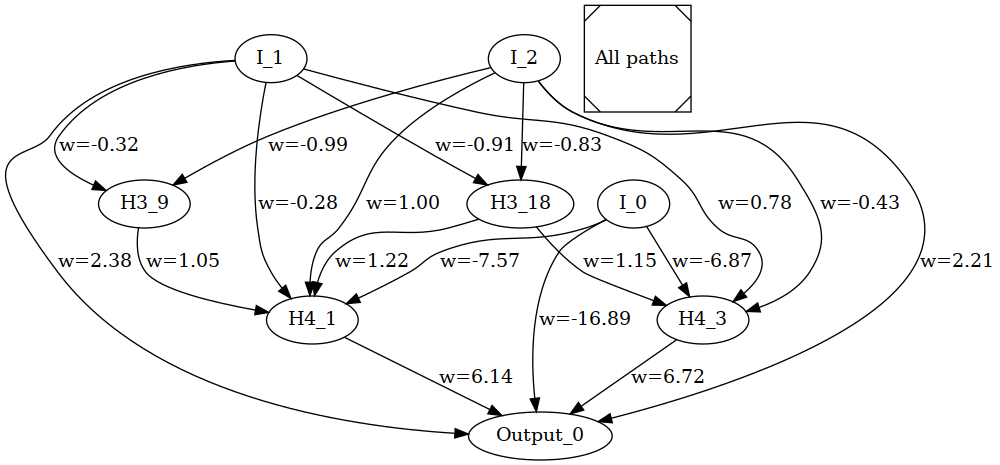 I_1
I_2
All paths
w=-0.32
w=-0.99
w=-0.91
w=-0.83
H3_9
H3_18
I_0
w=0.78
w=-0.43
w=-0.28
w=1.00
w=2.38
w=1.05
w=1.22
w=-7.57
w=1.15
w=-6.87
w=2.21
H4_1
w=-16.89
H4_3
w=6.14
w=6.72
Output_0